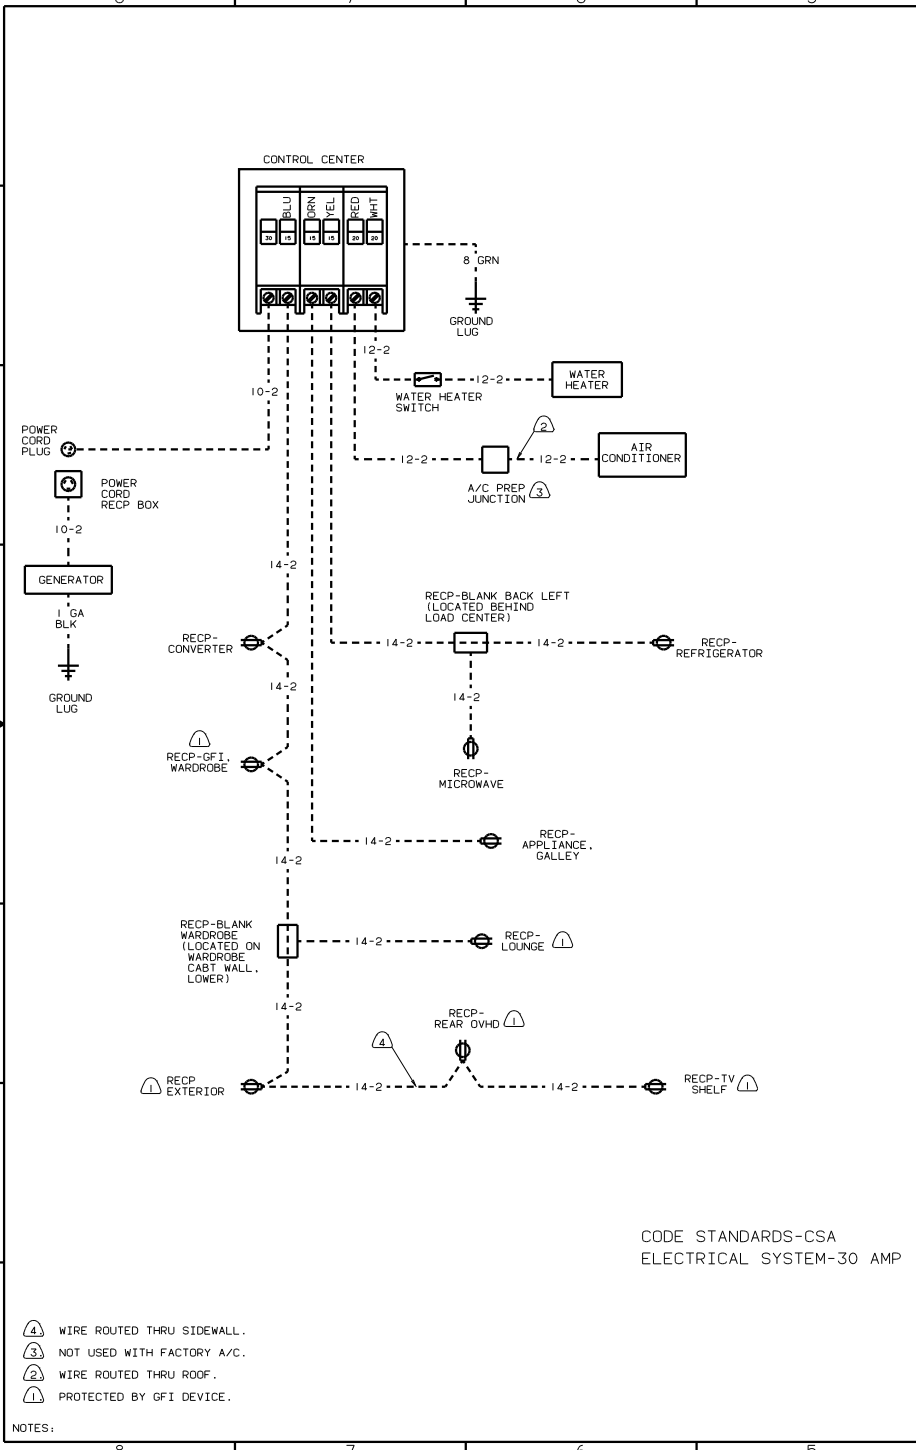 CONTROL CENTER
BLU
ORN
YEL
RED
WHT
30
15
15
15
20
20
8 GRN
GROUND
LUG
12-2
10-2
WATER HEATER
SWITCH
12-2
WATER
HEATER
POWER
CORD
PLUG
2
12-2
12-2
AIR
CONDITIONER
A/C PREP
JUNCTION 3
POWER
CORD
RECP BOX
10-2
14-2
GENERATOR
1 GA
BLK
GROUND
LUG
RECP-BLANK BACK LEFT
(LOCATED BEHIND
LOAD CENTER)
RECP-
CONVERTER
14-2
14-2
RECP-
REFRIGERATOR
14-2
14-2
1
RECP-GFI,
WARDROBE
RECP-
MICROWAVE
14-2
RECP-
APPLIANCE,
GALLEY
14-2
RECP-BLANK
WARDROBE
(LOCATED ON
WARDROBE
CABT WALL,
LOWER)
14-2
RECP-
LOUNGE 1
14-2
RECP-
REAR OVHD 1
4
1 RECP
EXTERIOR
14-2
14-2
RECP-TV 1
SHELF
CODE STANDARDS-CSA
ELECTRICAL SYSTEM-30 AMP
4. WIRE ROUTED THRU SIDEWALL.
3. NOT USED WITH FACTORY A/C.
2. WIRE ROUTED THRU ROOF.
1. PROTECTED BY GFI DEVICE.
NOTES: